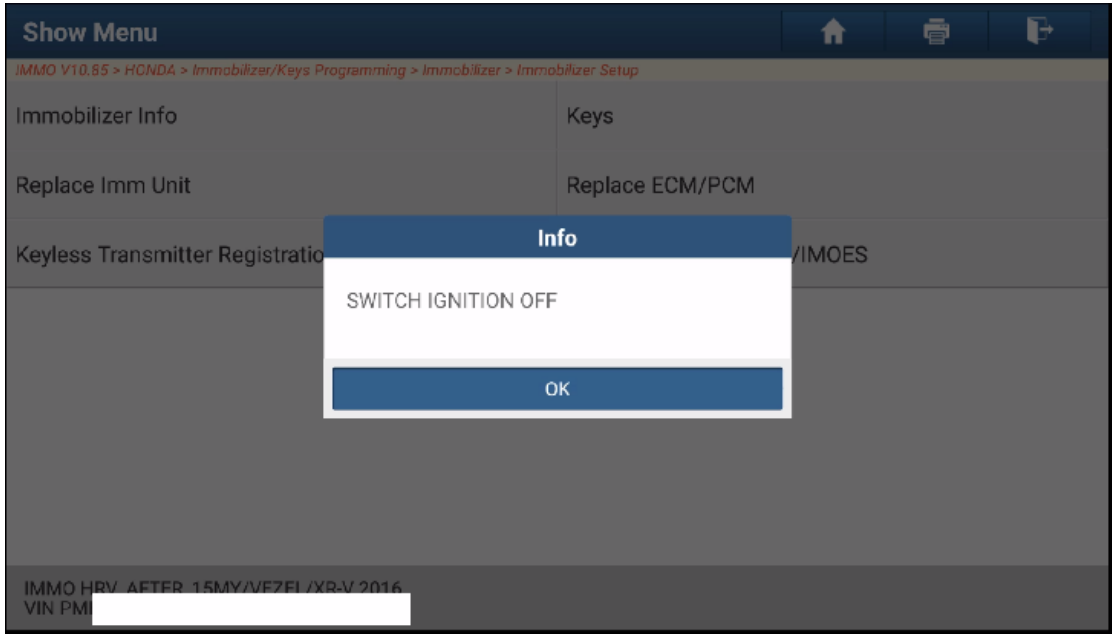 Show Menu
IMMO V10.85 > HONDA > Immobilizer/Keys Programming > Immobilizer > Immobilizer Setup
Immobilizer Info
Keys
Replace Imm Unit
Replace ECM/PCM
Keyless Transmitter Registratio
/IMOES
Info
SWITCH IGNITION OFF
OK
IMMO HRV AFTER 15MY/VEZEL/XR-V 2016
VIN PM